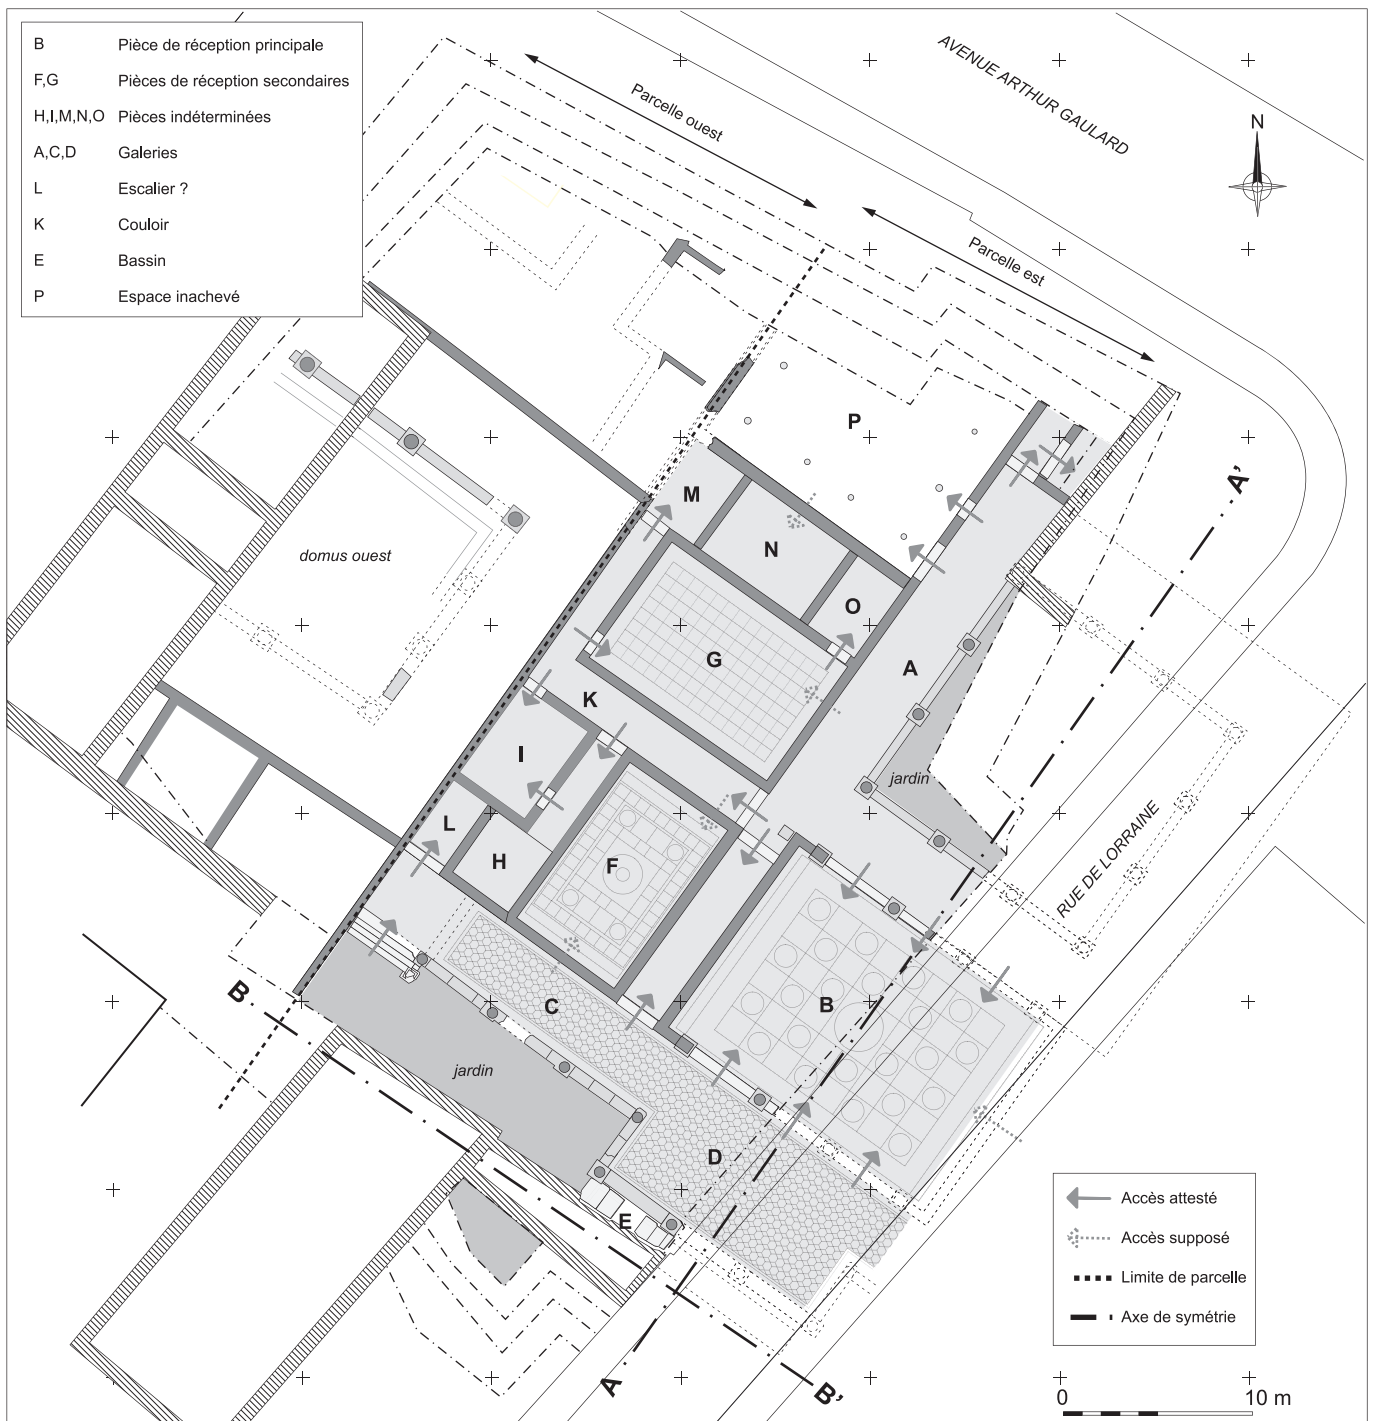 B Pièce de réception principale
F,G Pièces de réception secondaires
H,I,M,N,O Pièces indéterminées
A,C,D Galeries
L Escalier ?
K Couloir
E Bassin
P Espace inachevé
AVENUE ARTHUR GAULARD
Parcelle ouest
N
Parcelle est
P
A'
M
domus ouest
N
O
G
A
K
I
jardin
L
H
F
RUE DE LORRAINE
B
C
B
jardin
D
E
A
B'
Accès attesté
Accès supposé
Limite de parcelle
Axe de symétrie
0 10 m